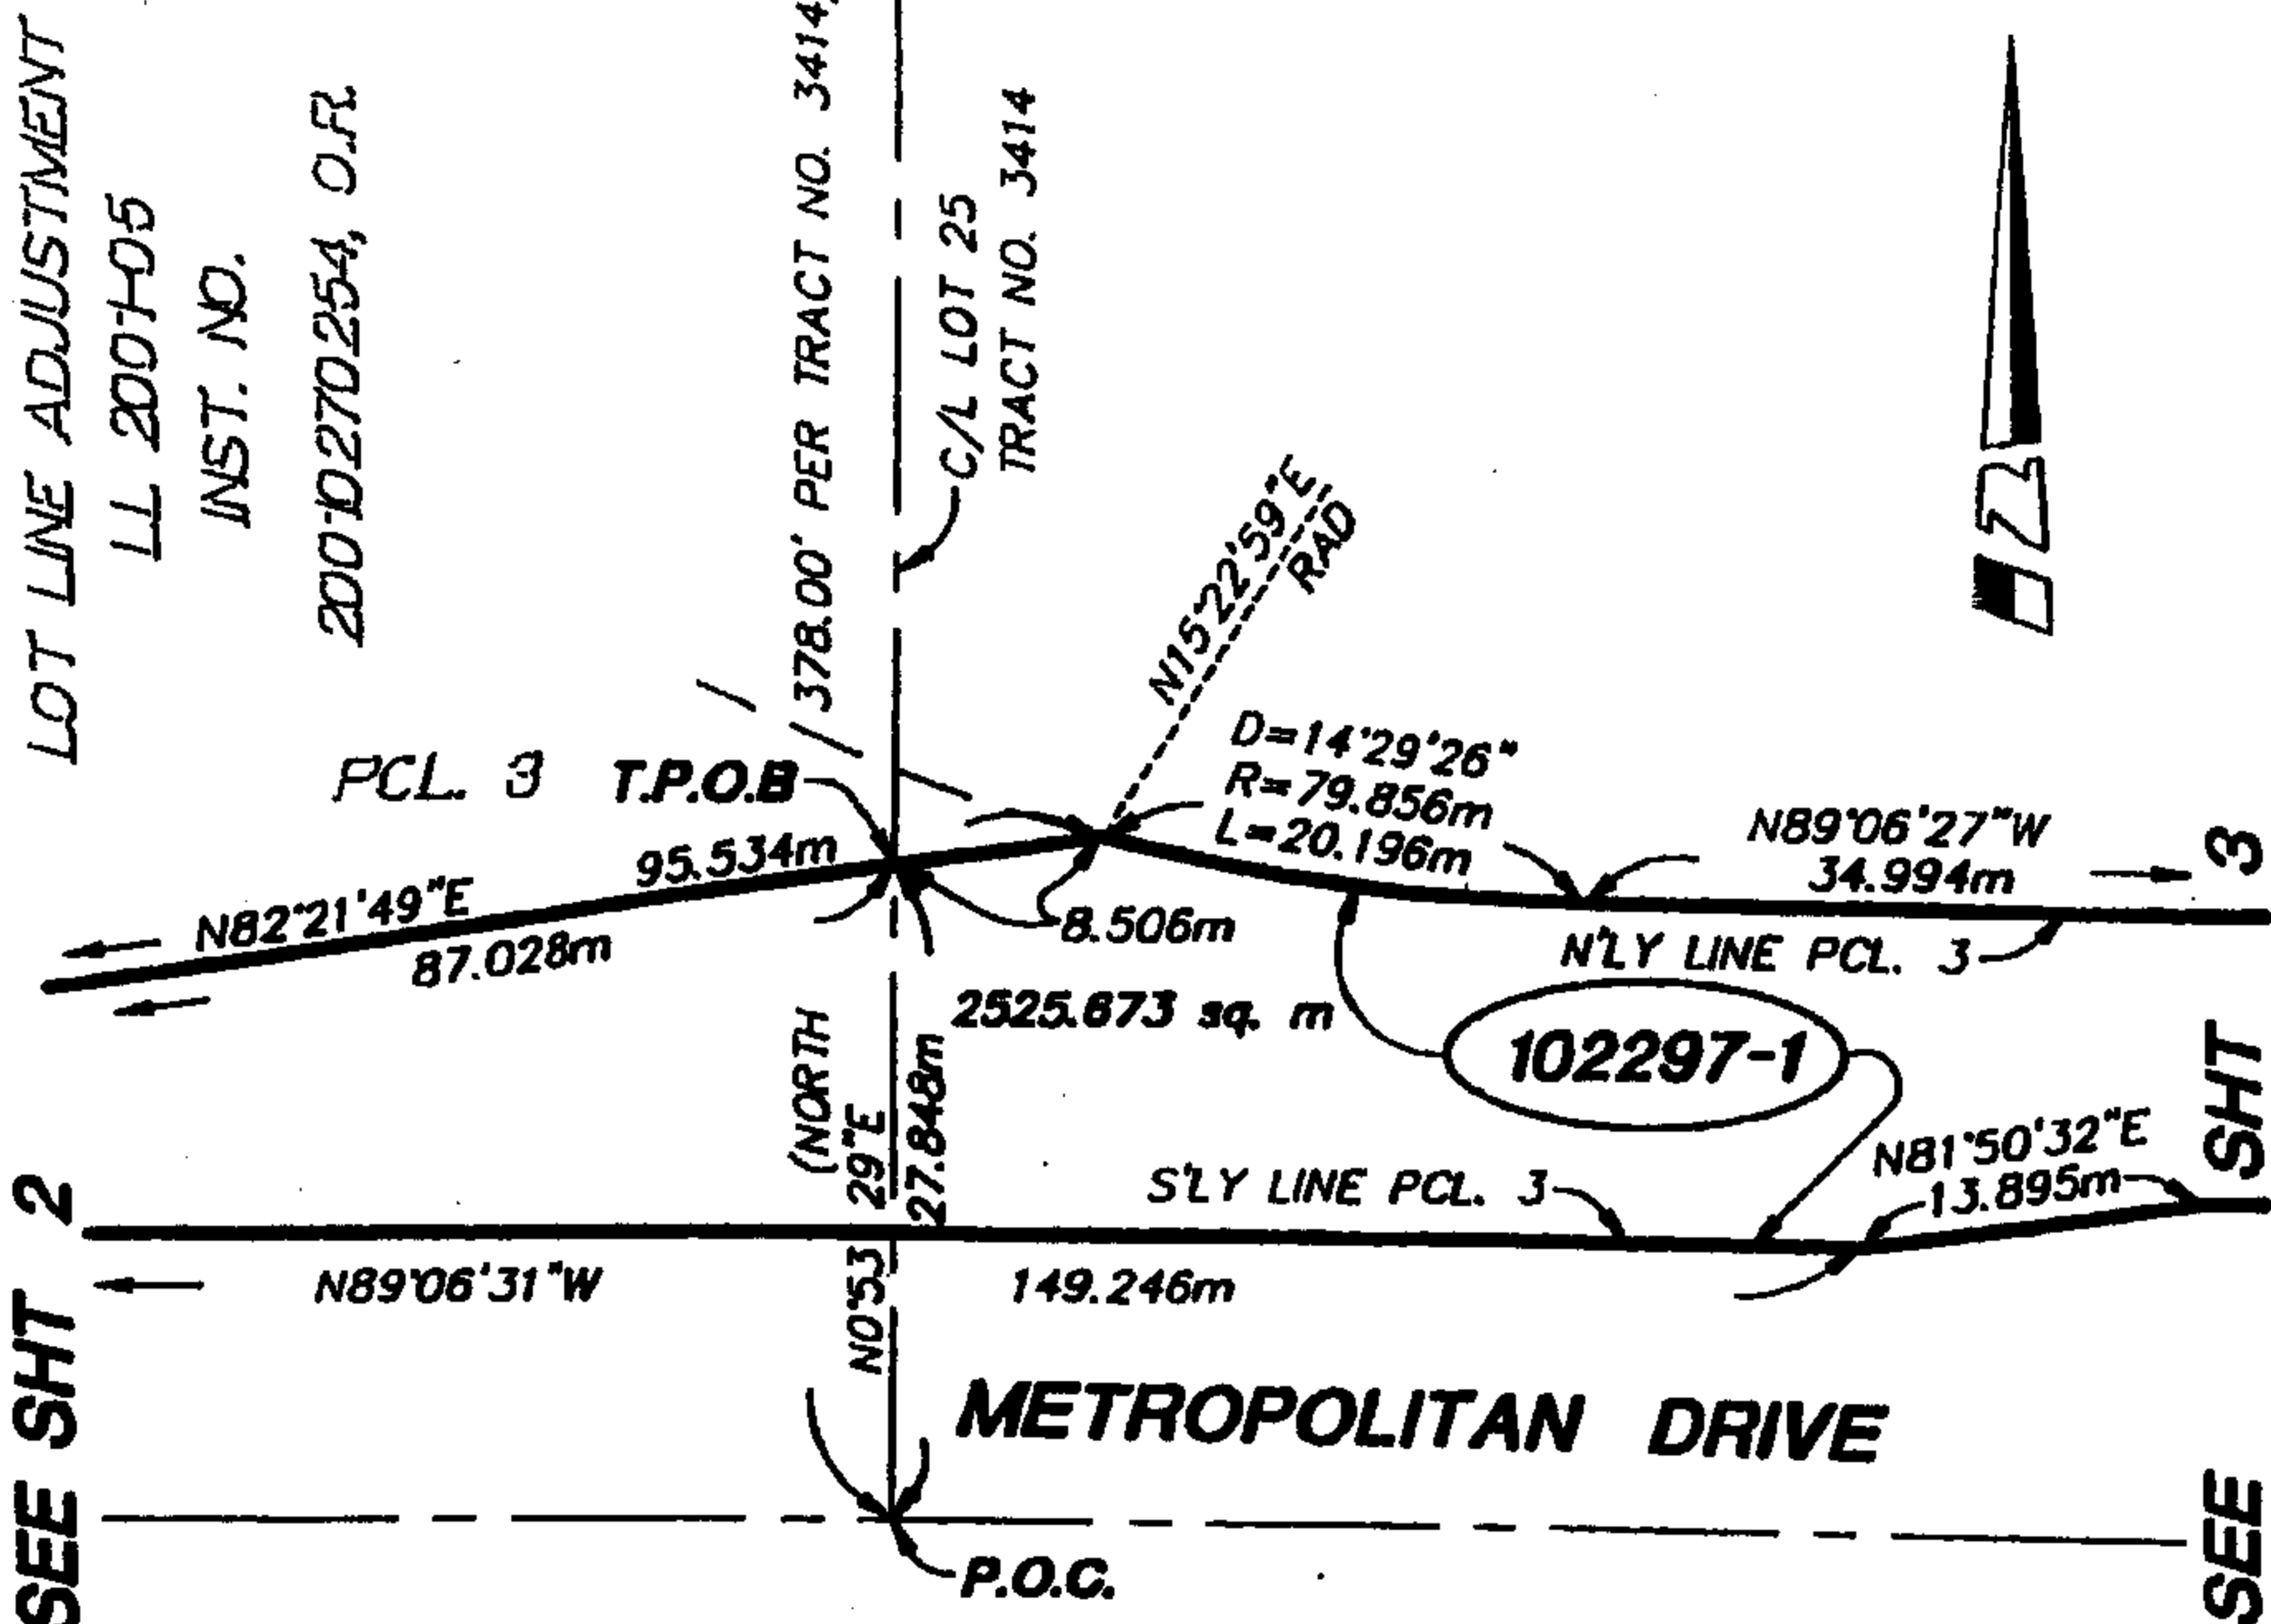 LOT LINE ADJUSTMENT
LL 2001-05
INST. NO.
20010270254, O.R.
(NORTH 1378.00' PER TRACT NO. 3414,
C/L LOT 25
TRACT NO. 3414
N15°22'59"E
RAD
PCL. 3
T.P.O.B
D=14°29'26"
R=79.856m
L=20.196m
N89°06'27"W
34.994m
95.534m
N82°21'49"E
87.028m
8.506m
N'LY LINE PCL. 3
2525.673 sq. m
102297-1
N0°53 29"E
27.848m
S'LY LINE PCL. 3
N81°50'32"E
13.895m
N89°06'31"W
149.246m
METROPOLITAN DRIVE
P.O.C.
SEE SHT 2
SEE SHT 3
N